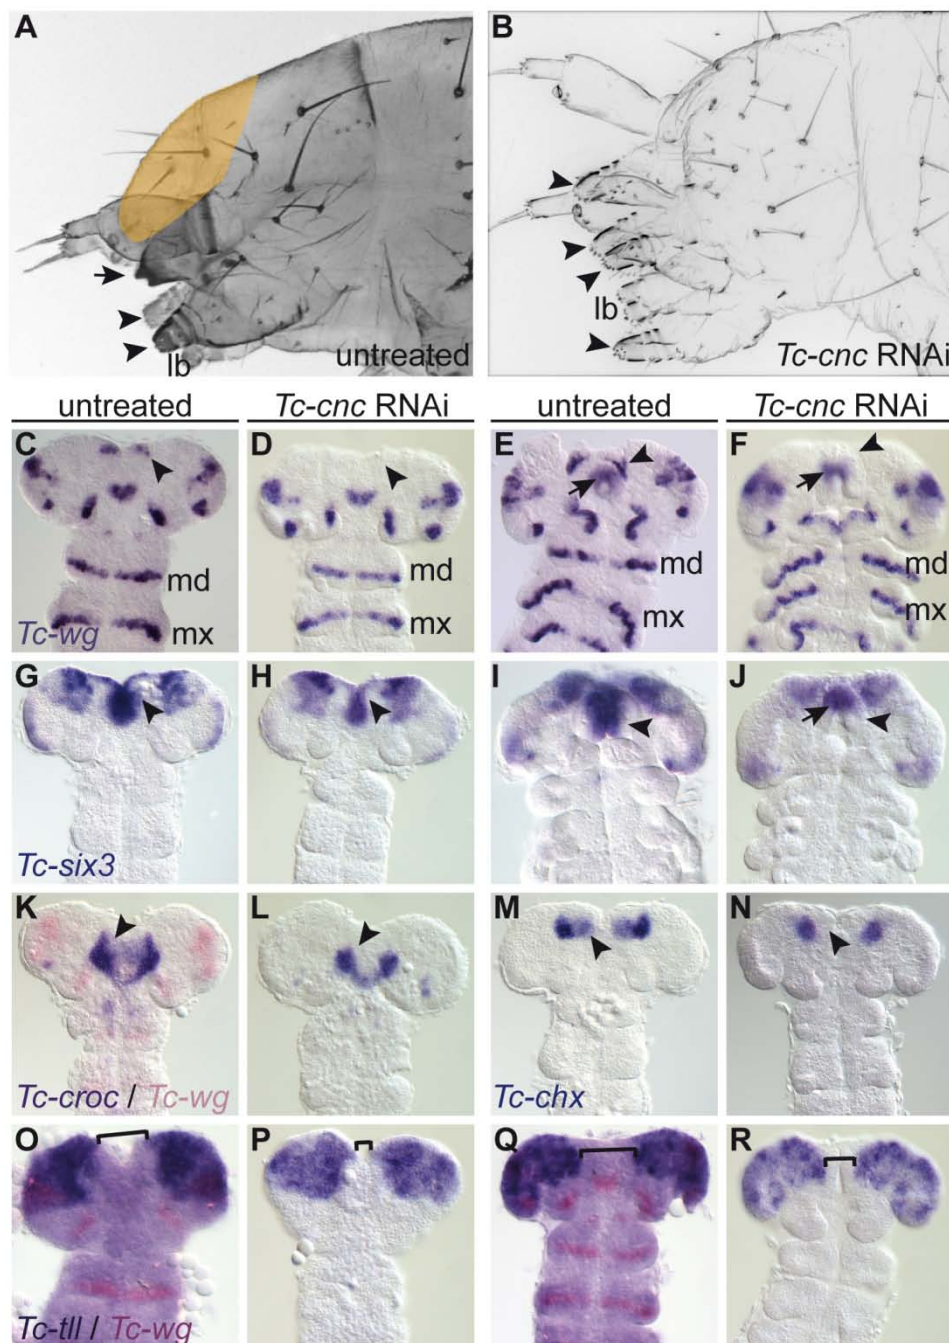 A
B
lb
untreated
lb
Tc-cnc RNAi
untreated
Tc-cnc RNAi
untreated
Tc-cnc RNAi
C
D
E
F
md
md
md
md
Tc-wg
mx
mx
mx
mx
G
H
I
J
Tc-six3
K
L
M
N
Tc-croc / Tc-wg
Tc-chx
O
P
Q
R
Tc-tll / Tc-wg